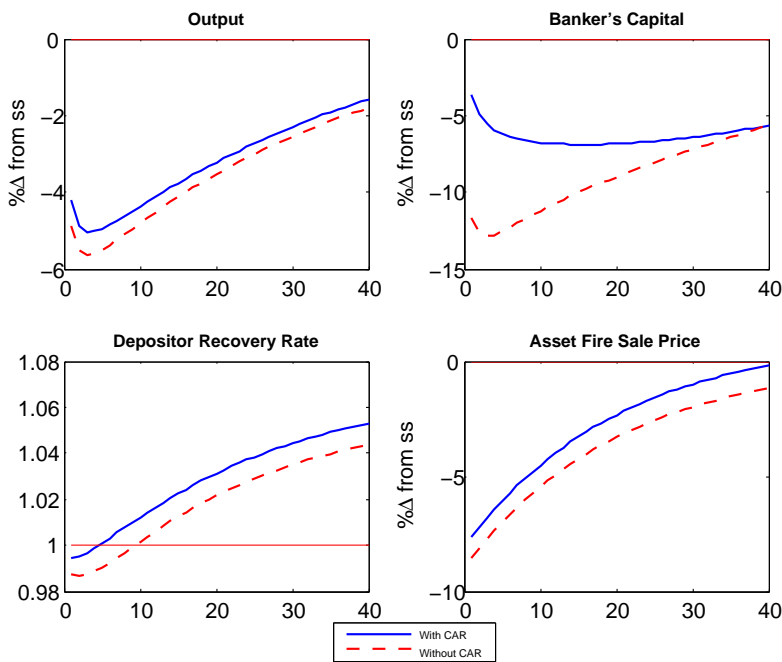 Output
Banker's Capital
0
−2
−4
−6
%Δ from ss
0 10 20 30 40
0
−5
−10
−15
%Δ from ss
0 10 20 30 40
Depositor Recovery Rate
Asset Fire Sale Price
1.08
1.06
1.04
1.02
1
0.98
0 10 20 30 40
0
−5
−10
%Δ from ss
0 10 20 30 40
With CAR
Without CAR